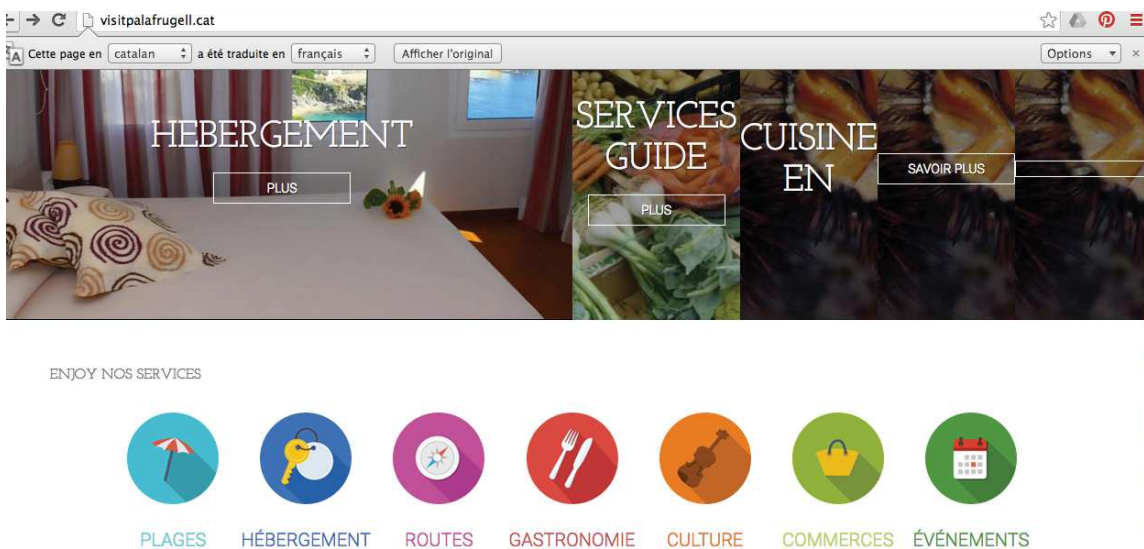 visitpalafrugell.cat
Cette page en catalan a été traduite en français Afficher l'original Options
HEBERGEMENT
PLUS
SERVICES
GUIDE
PLUS
CUISINE
EN
SAVOIR PLUS
ENJOY NOS SERVICES
PLAGES HÉBERGEMENT ROUTES GASTRONOMIE CULTURE COMMERCES ÉVÉNEMENTS